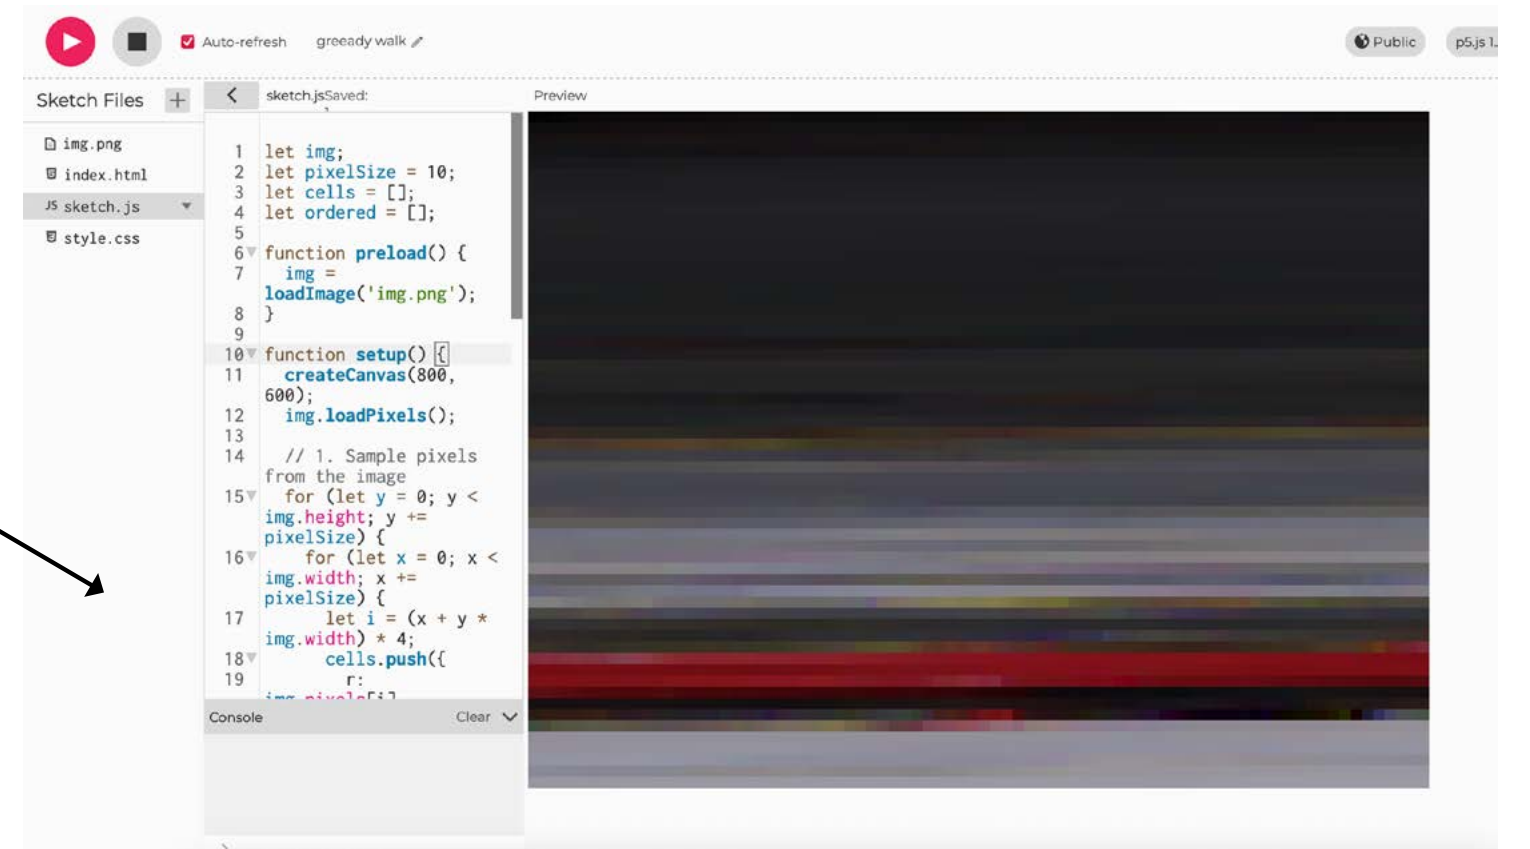 Auto-refresh greeady walk Public p5.js 1.
Sketch Files + sketch.jsSaved: Preview
img.png
index.html
JS sketch.js
style.css
1 let img;
2 let pixelSize = 10;
3 let cells = [];
4 let ordered = [];
5
6 function preload() {
7 img =
loadImage('img.png');
8 }
9
10 function setup() {
11 createCanvas(800,
600);
12 img.loadPixels();
13
14 // 1. Sample pixels
from the image
15 for (let y = 0; y <
img.height; y +=
pixelSize) {
16 for (let x = 0; x <
img.width; x +=
pixelSize) {
17 let i = (x + y *
img.width) * 4;
18 cells.push({
19 r:
img.pixels[i]
Console Clear